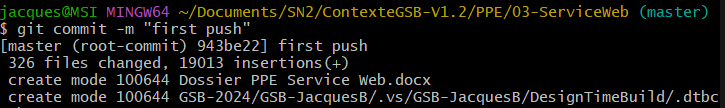 jacques@MSI MINGW64 ~/Documents/SN2/ContexteGSB-V1.2/PPE/03-ServiceWeb (master)
$ git commit -m "first push"
[master (root-commit) 943be22] first push
 326 files changed, 19013 insertions(+)
 create mode 100644 Dossier PPE Service Web.docx
 create mode 100644 GSB-2024/GSB-JacquesB/.vs/GSB-JacquesB/DesignTimeBuild/.dtbc